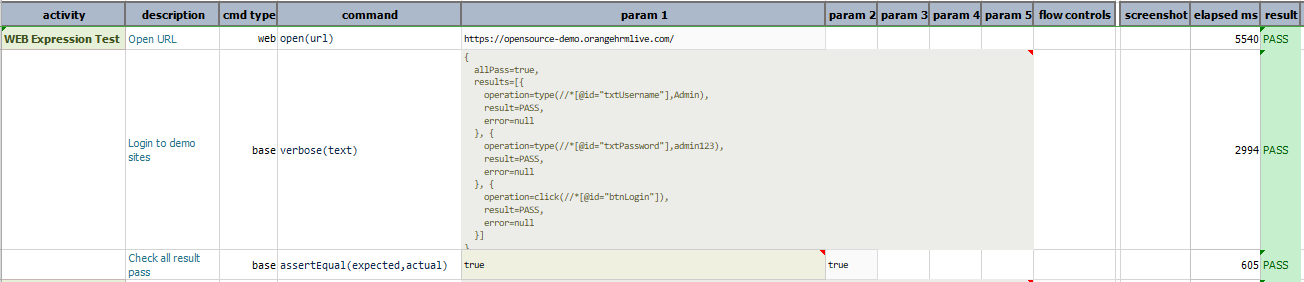 activity description cmd type command param 1 param 2 param 3 param 4 param 5 flow controls screenshot elapsed ms result
WEB Expression Test Open URL web open(url) https://opensource-demo.orangehrmlive.com/ 5540 PASS
{
allPass=true,
results=[{
operation=type(//*[@id="txtUsername"],Admin),
result=PASS,
error=null
}, {
operation=type(//*[@id="txtPassword"],admin123),
result=PASS,
error=null
}, {
operation=click(//*[@id="btnLogin"]),
result=PASS,
error=null
}]
}
Login to demo
sites
base verbose(text) 2994 PASS
Check all result
pass
base assertEqual(expected,actual) true true 605 PASS